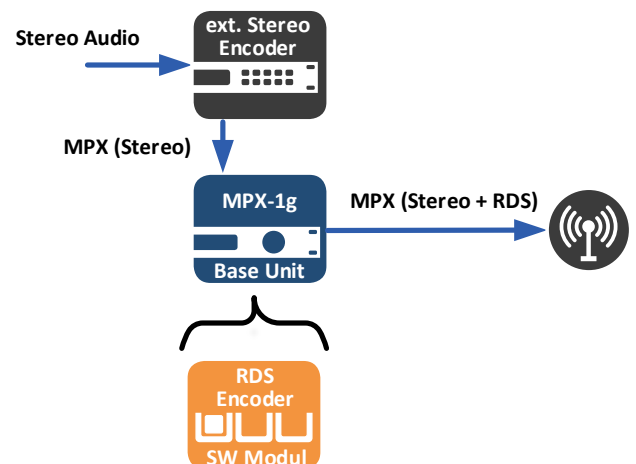 Stereo Audio
ext. Stereo
Encoder
MPX (Stereo)
MPX-1g
MPX (Stereo + RDS)
Base Unit
RDS
Encoder
SW Modul